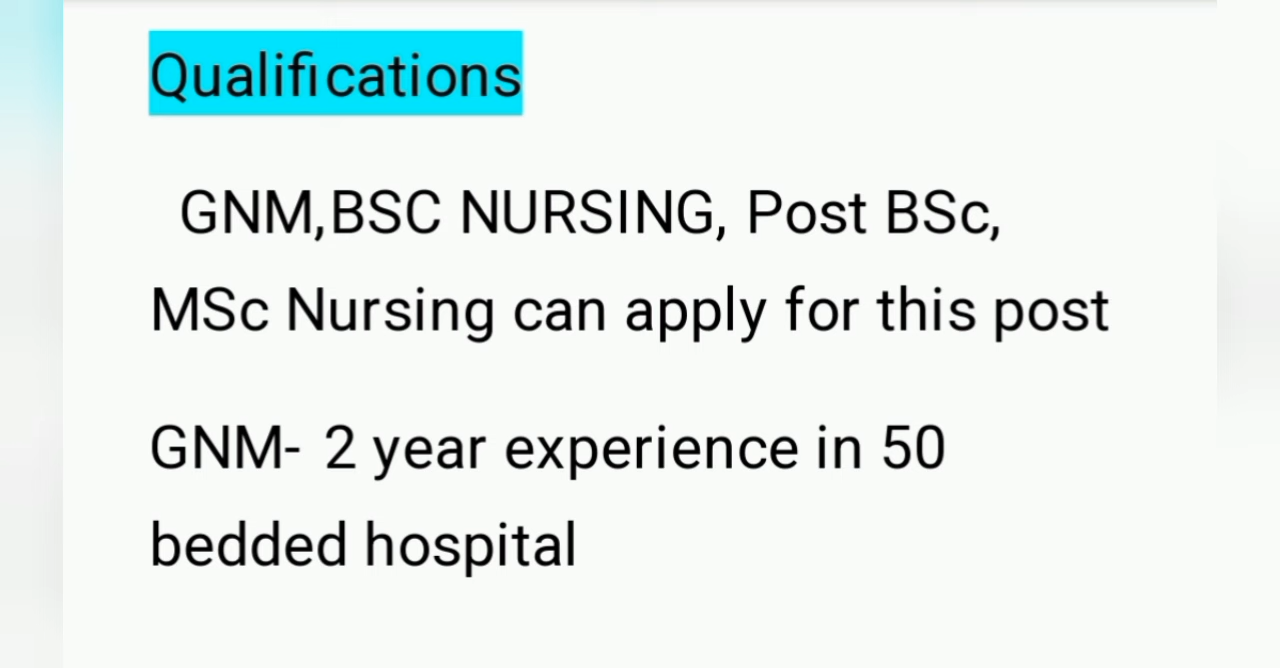 Qualifications
GNM,BSC NURSING, Post BSc,
MSc Nursing can apply for this post
GNM- 2 year experience in 50
bedded hospital